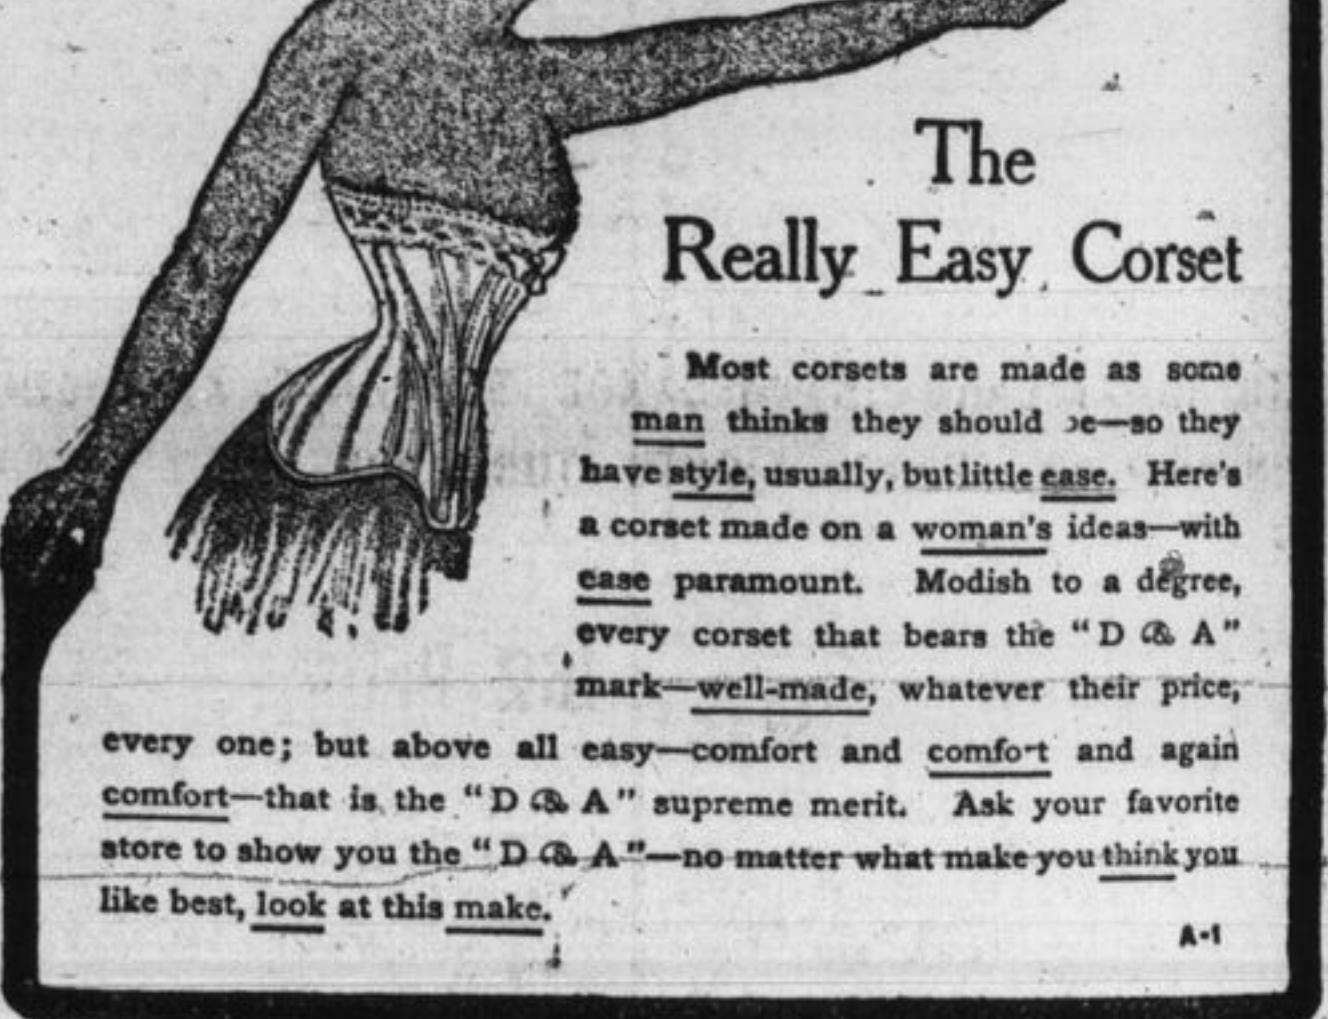 The
Really Easy Corset
Most corsets are made as some
man thinks they should be—so they
have style, usually, but little ease. Here's
a corset made on a woman's ideas—with
ease paramount. Modish to a degree,
every corset that bears the "D & A"
mark—well-made, whatever their price,
every one; but above all easy—comfort and comfort and again
comfort—that is the "D & A" supreme merit. Ask your favorite
store to show you the "D & A"—no matter what make you think you
like best, look at this make.
A-1